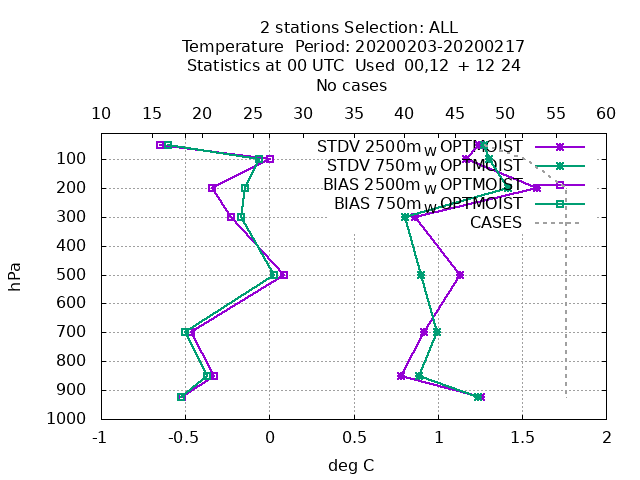 2 stations Selection: ALL
Temperature  Period: 20200203-20200217
Statistics at 00 UTC  Used  00,12  + 12 24
No cases
10 15 20 25 30 35 40 45 50 55 60
STDV 2500m_W OPTMOIST
STDV 750m_W OPTMOIST
BIAS 2500m_W OPTMOIST
BIAS 750m_W OPTMOIST
CASES
hPa
100
200
300
400
500
600
700
800
900
1000
-1 -0.5 0 0.5 1 1.5 2
deg C